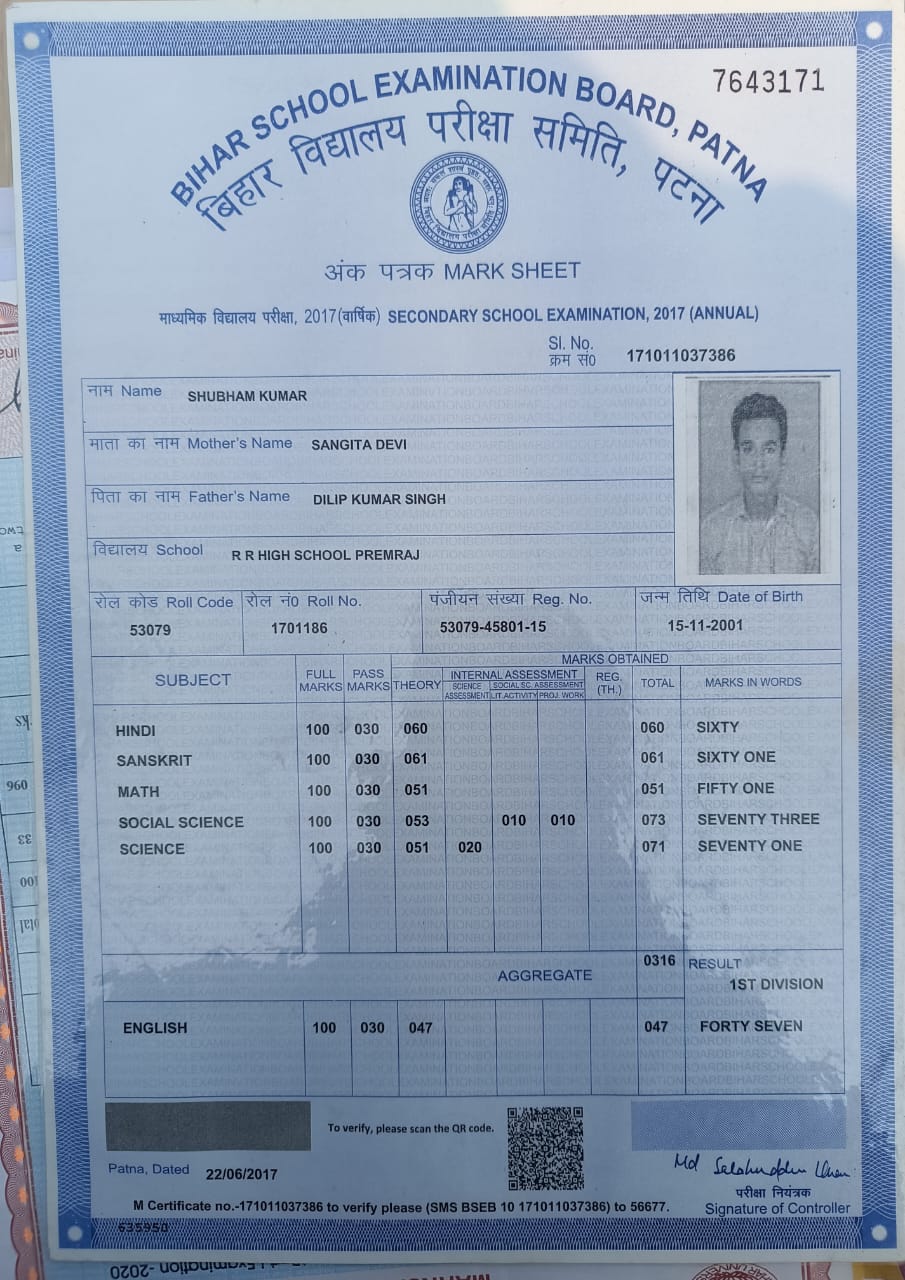 7643171
BIHAR SCHOOL EXAMINATION BOARD, PATNA
बिहार विद्यालय परीक्षा समिति, पटना
अंक पत्रक MARK SHEET
माध्यमिक विद्यालय परीक्षा, 2017(वार्षिक) SECONDARY SCHOOL EXAMINATION, 2017 (ANNUAL)
Sl. No.
क्रम सं० 171011037386
नाम Name SHUBHAM KUMAR
माता का नाम Mother's Name SANGITA DEVI
पिता का नाम Father's Name DILIP KUMAR SINGH
विद्यालय School R R HIGH SCHOOL PREMRAJ
रोल कोड Roll Code रोल नं० Roll No. पंजीयन संख्या Reg. No. जन्म तिथि Date of Birth
53079 1701186 53079-45801-15 15-11-2001
MARKS OBTAINED
SUBJECT FULL MARKS PASS MARKS THEORY INTERNAL ASSESSMENT REG. (TH.) TOTAL MARKS IN WORDS
SCIENCE ASSESSMENT SOCIAL SC. ASSESSMENT LIT.ACTIVITY PROJ. WORK
HINDI 100 030 060 060 SIXTY
SANSKRIT 100 030 061 061 SIXTY ONE
MATH 100 030 051 051 FIFTY ONE
SOCIAL SCIENCE 100 030 053 010 010 073 SEVENTY THREE
SCIENCE 100 030 051 020 071 SEVENTY ONE
AGGREGATE 0316 RESULT
1ST DIVISION
ENGLISH 100 030 047 047 FORTY SEVEN
To verify, please scan the QR code.
Patna, Dated 22/06/2017
Md
परीक्षा नियंत्रक
Signature of Controller
M Certificate no.-171011037386 to verify please (SMS BSEB 10 171011037386) to 56677.
635950
960
33
Examination -2020